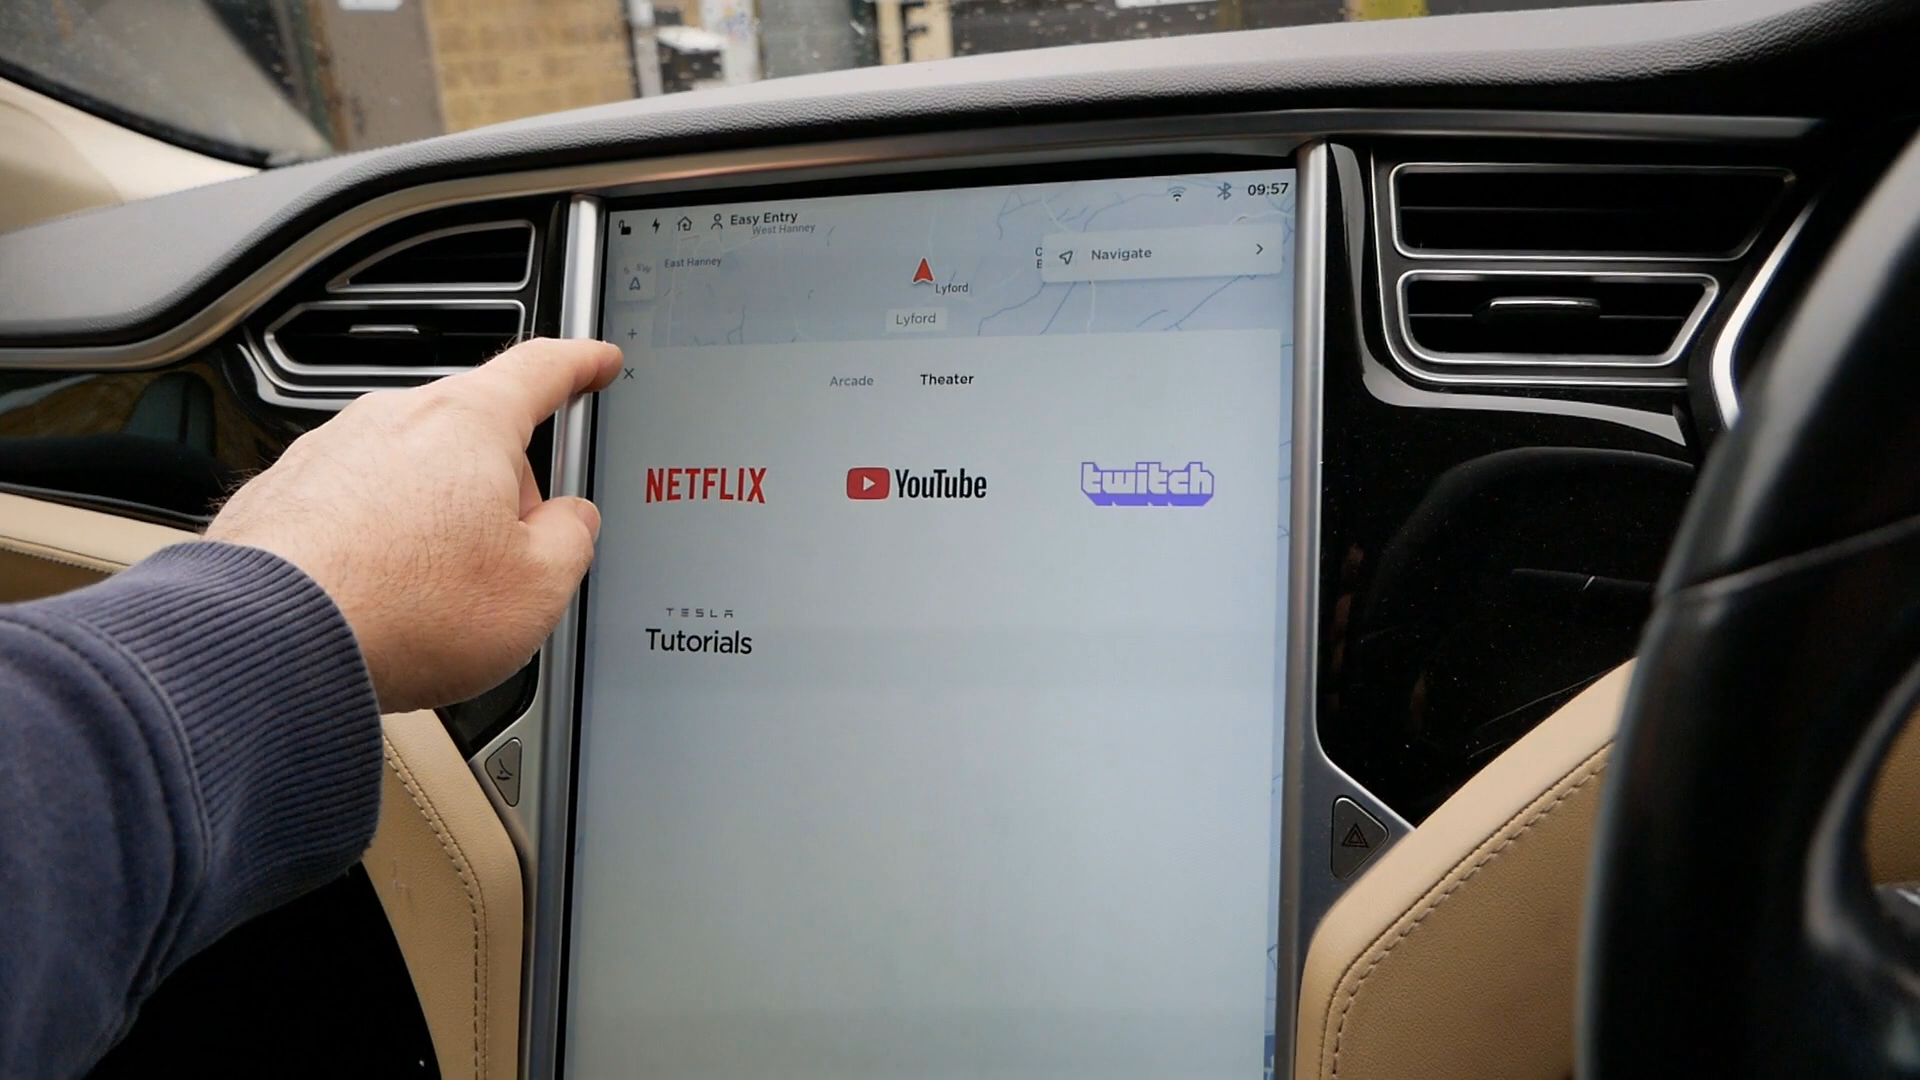 Easy Entry
09:57
West Hanney
East Hanney
Navigate
Lyford
Lyford
Arcade
Theater
NETFLIX
YouTube
twitch
TESLA
Tutorials